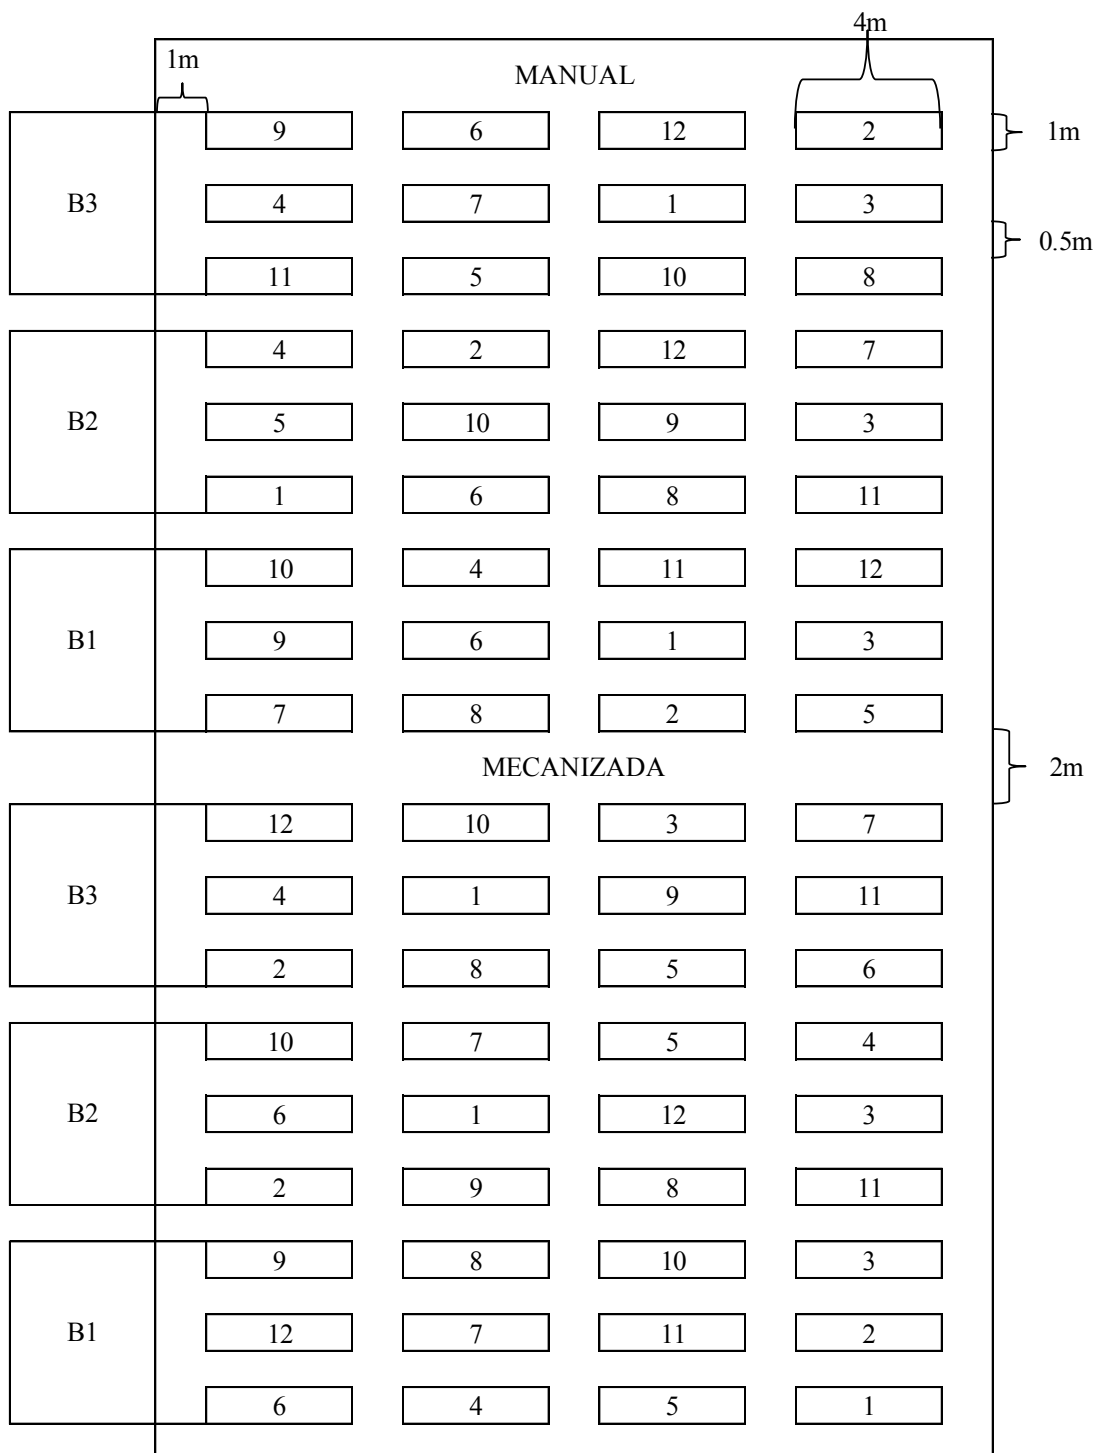 4m
1m
MANUAL
9 6 12 2
1m
B3
4 7 1 3
0.5m
11 5 10 8
4 2 12 7
B2
5 10 9 3
1 6 8 11
10 4 11 12
B1
9 6 1 3
7 8 2 5
MECANIZADA
2m
12 10 3 7
B3
4 1 9 11
2 8 5 6
10 7 5 4
B2
6 1 12 3
2 9 8 11
9 8 10 3
B1
12 7 11 2
6 4 5 1